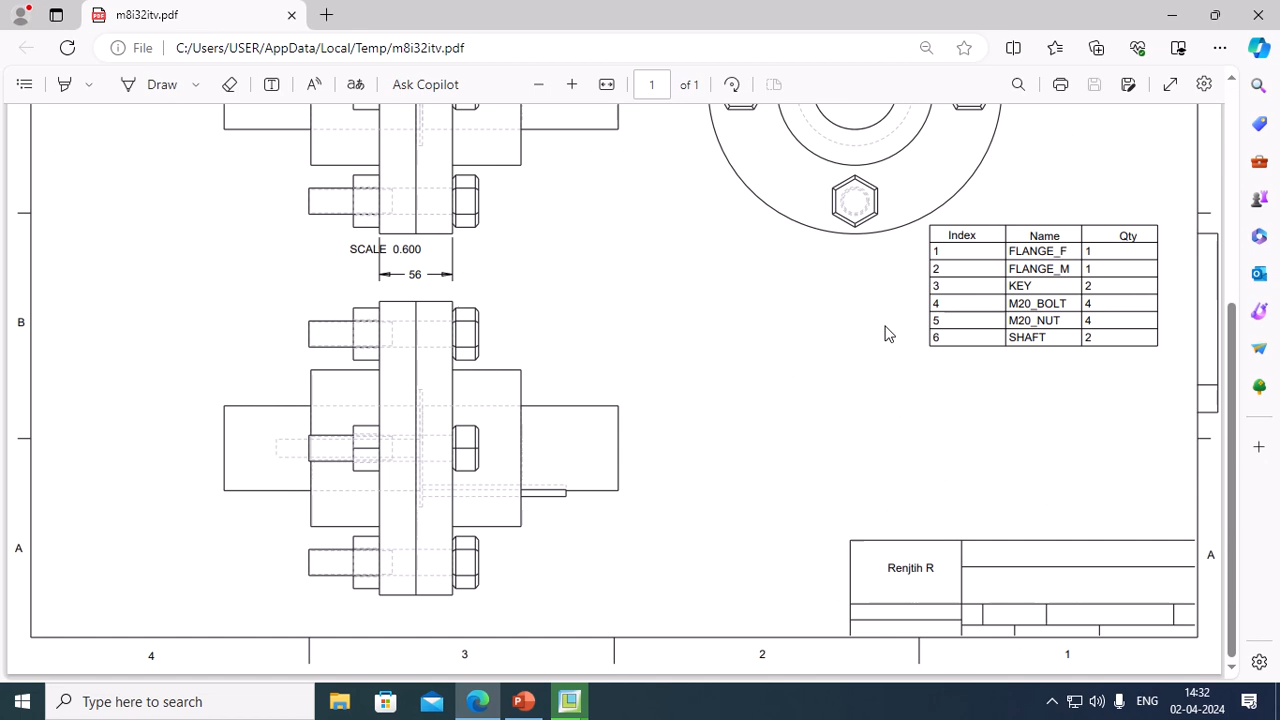 m8i32itv.pdf
File
C:/Users/USER/AppData/Local/Temp/m8i32itv.pdf
Draw
Ask Copilot
1 of 1
SCALE 0.600
56
Index Name Qty
1 FLANGE_F 1
2 FLANGE_M 1
3 KEY 2
4 M20_BOLT 4
5 M20_NUT 4
6 SHAFT 2
B
A
A
Renjtih R
4 3 2 1
Type here to search
ENG
14:32
02-04-2024